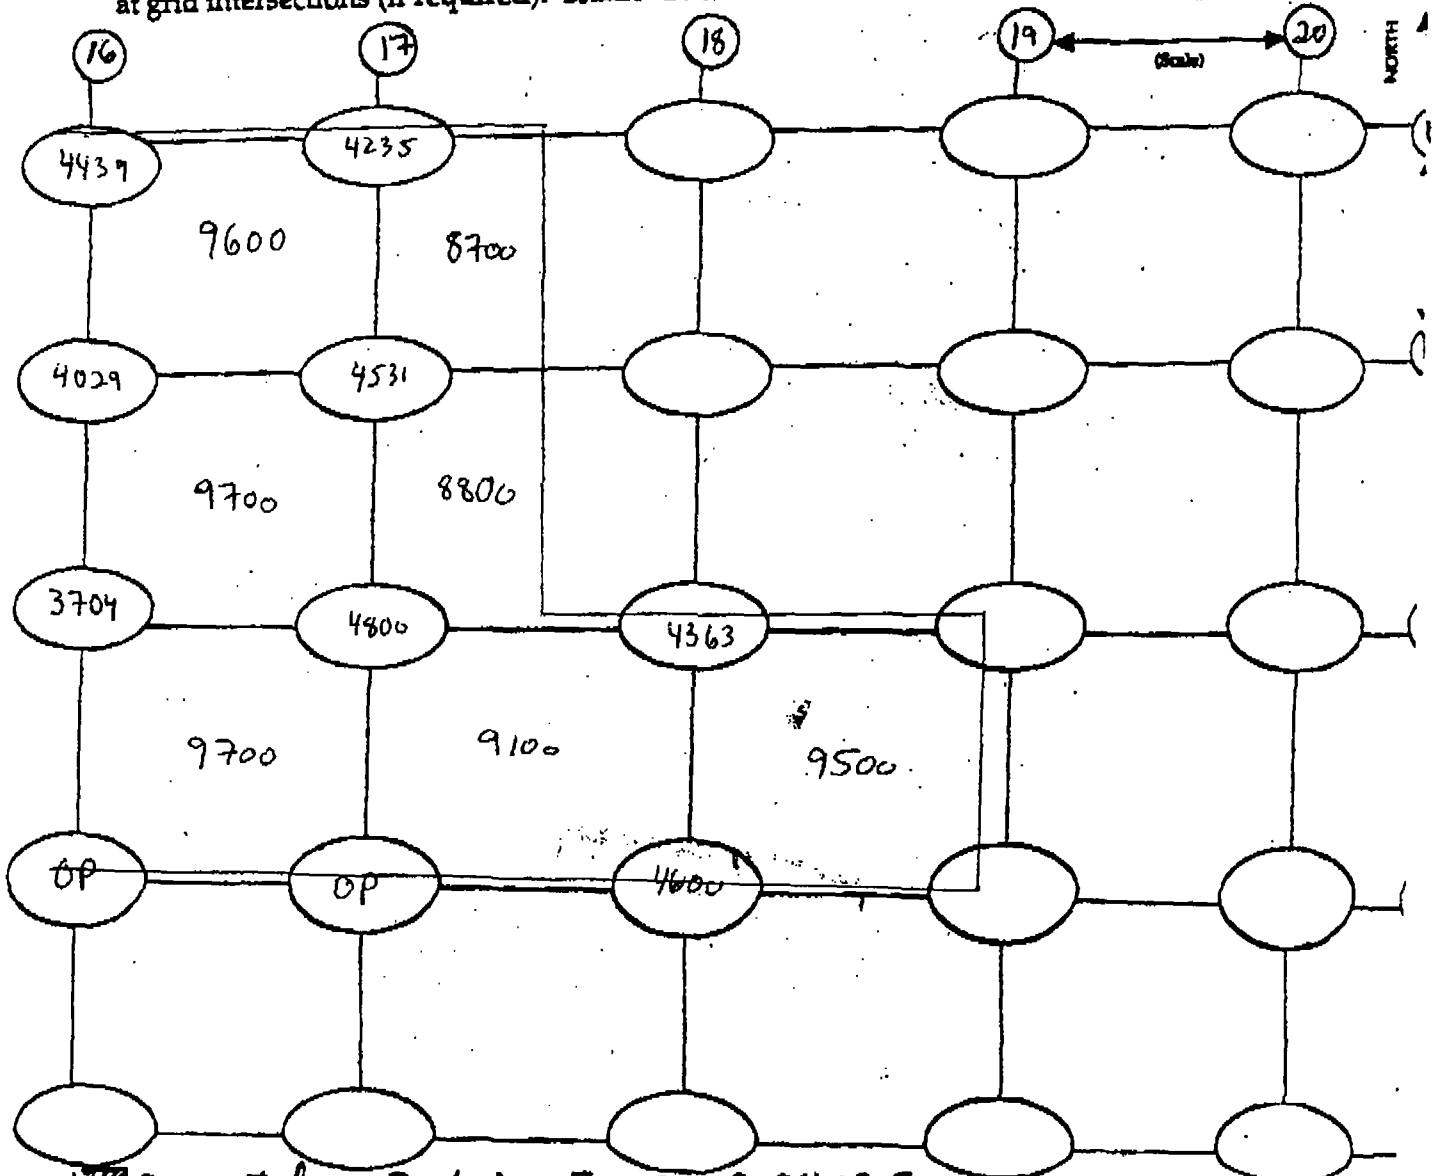 at grid intersections (if required).
16 17 18 19 20
(Scale)
NORTH
4439 4235
9600 8700
4029 4531
9700 8800
3704 4800 4363
9700 9100 9500
OP OP 4600